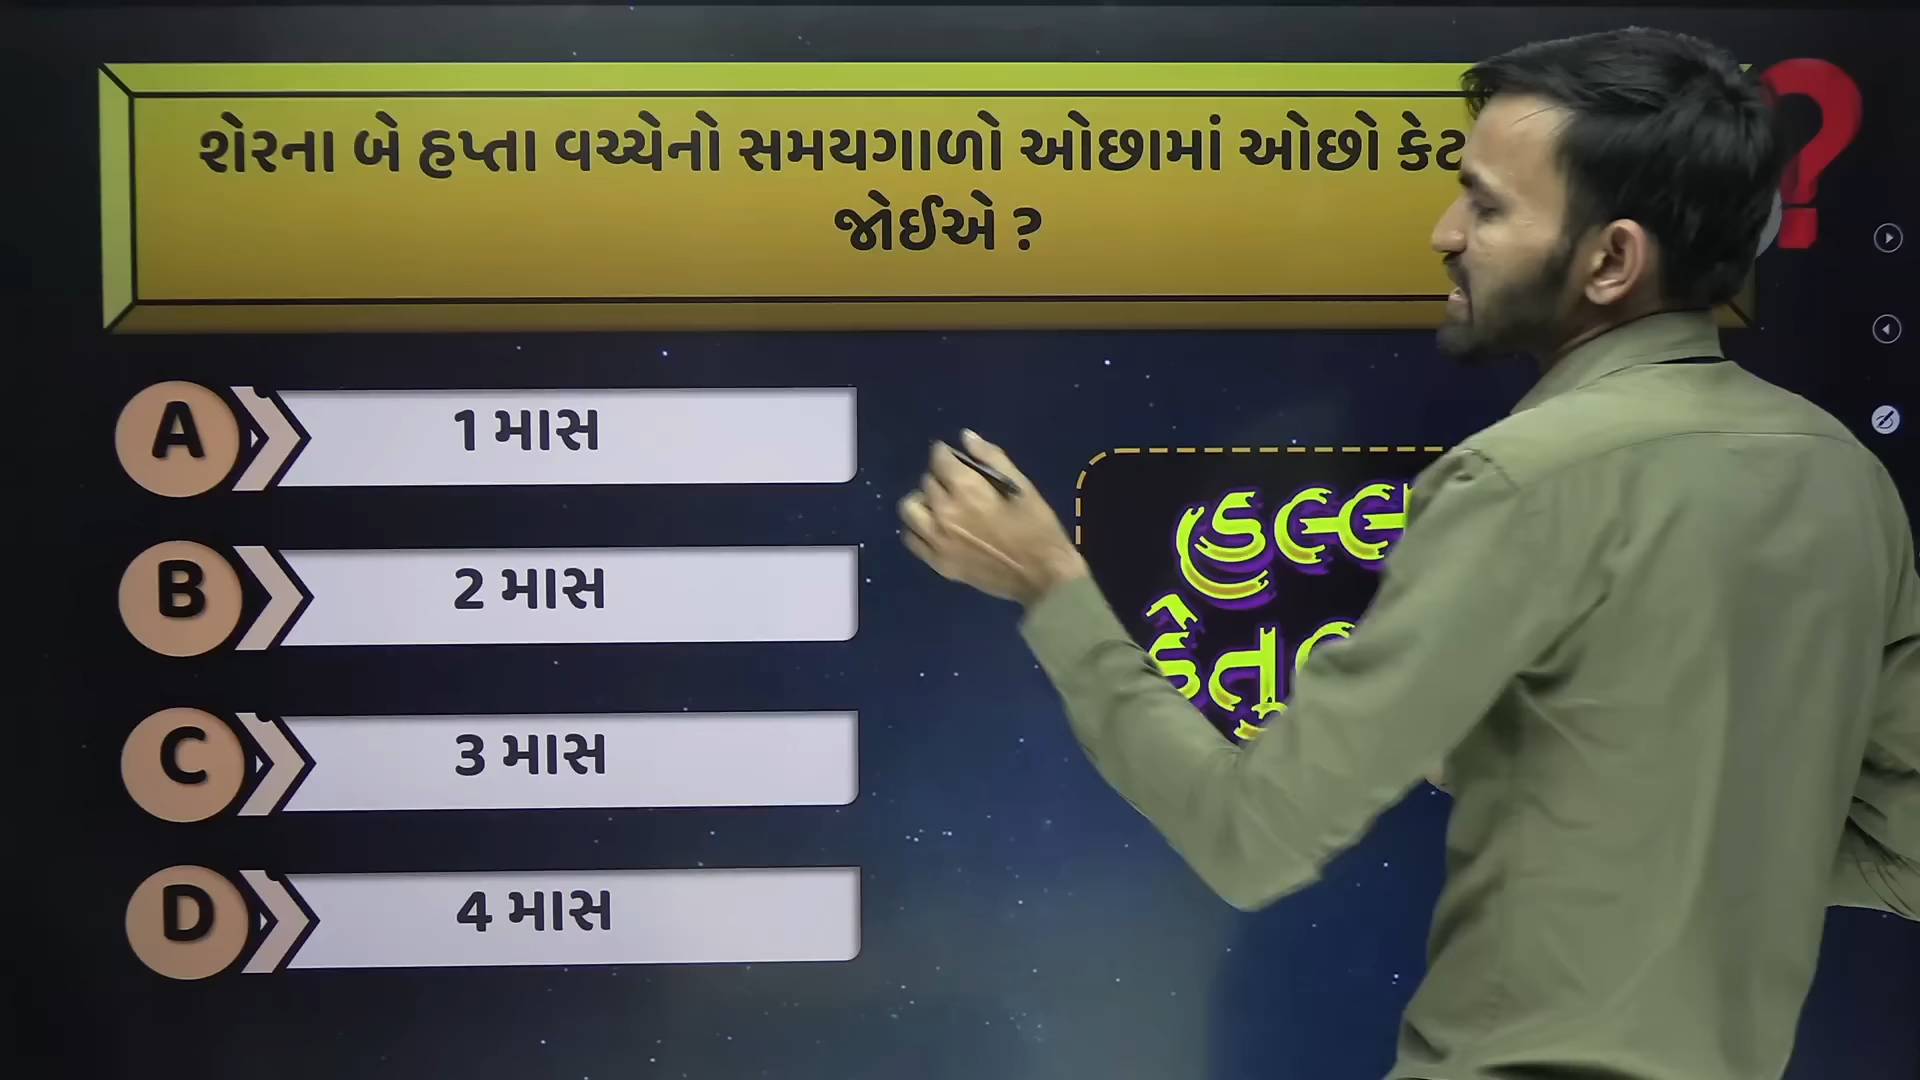 શેરના બે હપ્તા વચ્ચેનો સમયગાળો ઓછામાં ઓછો
જોઈએ ?
?
A 1 માસ
B 2 માસ
C 3 માસ
D 4 માસ